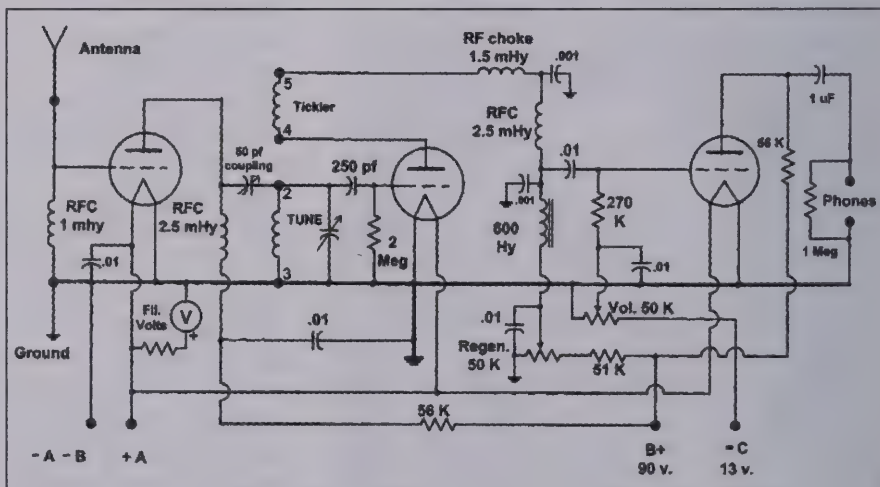 Antenna
RF choke
1.5 mHy
.001
5
Tickler
4
RFC
2.5 mHy
1 uF
50 pf
coupling
250 pf
.01
56 K
2
RFC
1 mhy
RFC
2.5 mHy
TUNE
2
Meg
.001
600
Hy
270
K
Phones
1 Meg
.01
3
.01
Fil.
Volts
V
+
Vol. 50 K
Ground
.01
.01
Regen.
50 K
51 K
56 K
- A - B
+ A
B+
90 v.
- C
13 v.